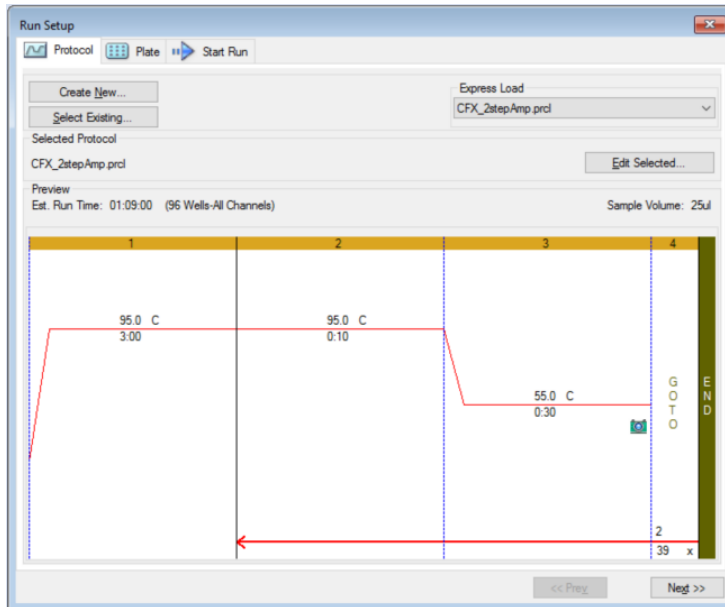 Run Setup
Protocol Plate Start Run
Create New...
Select Existing...
Express Load
CFX_2stepAmp.prcl
Selected Protocol
CFX_2stepAmp.prcl
Edit Selected...
Preview
Est. Run Time: 01:09:00 (96 Wells-All Channels) Sample Volume: 25ul
1 2 3 4
95.0 C 95.0 C
3:00 0:10
55.0 C
0:30
GOTO
END
2
39 x
<< Prev Next >>